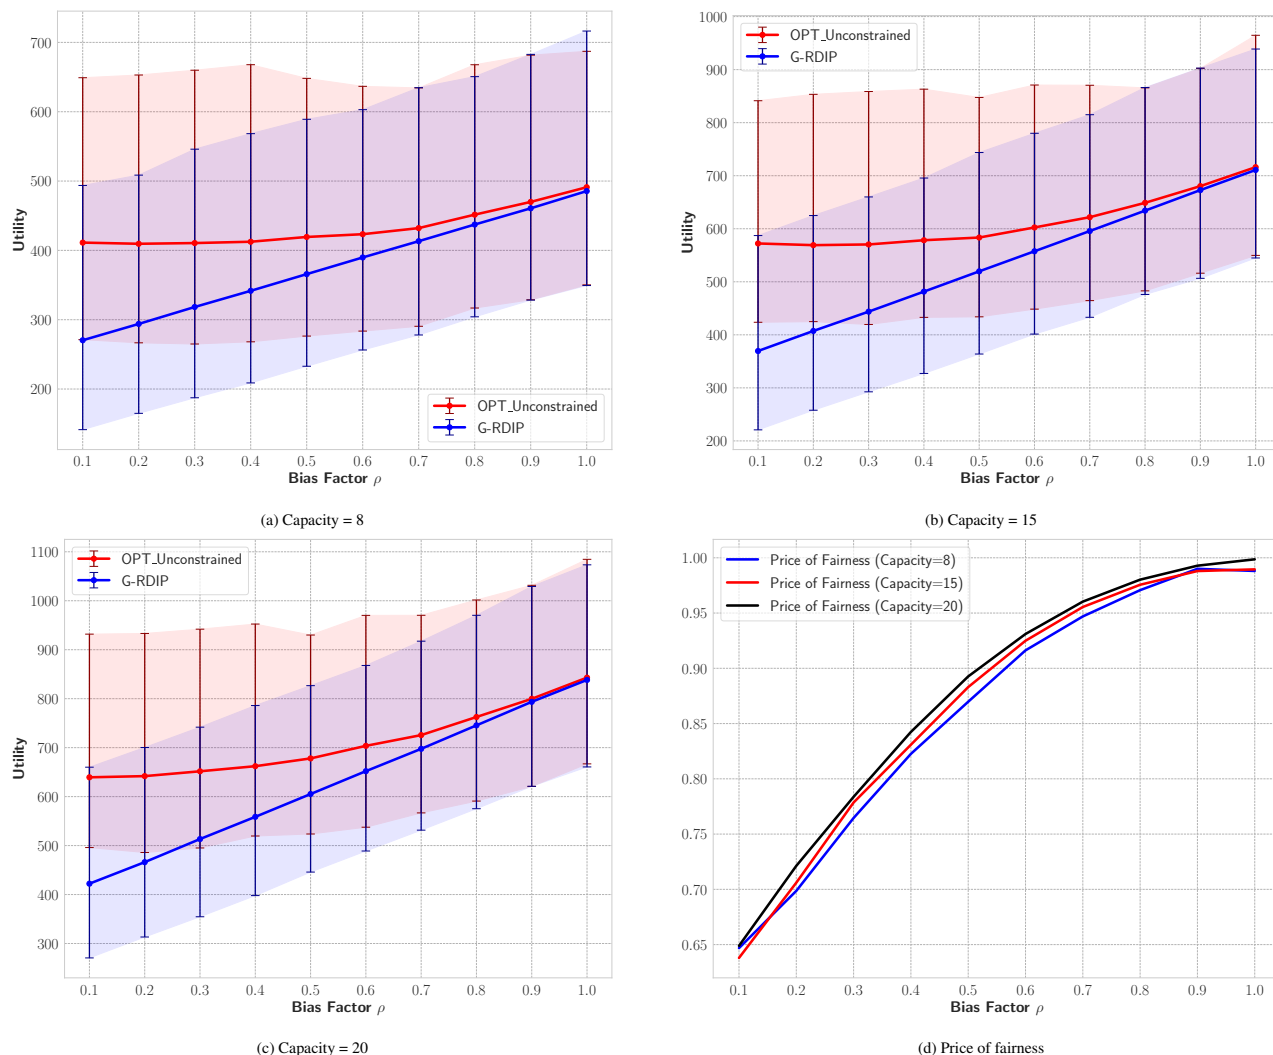 700
600
500
400
300
200
Utility
OPT_Unconstrained
G-RDIP
0.1 0.2 0.3 0.4 0.5 0.6 0.7 0.8 0.9 1.0
Bias Factor ρ
(a) Capacity = 8
1000
900
800
700
600
500
400
300
200
Utility
OPT_Unconstrained
G-RDIP
0.1 0.2 0.3 0.4 0.5 0.6 0.7 0.8 0.9 1.0
Bias Factor ρ
(b) Capacity = 15
1100
1000
900
800
700
600
500
400
300
Utility
OPT_Unconstrained
G-RDIP
0.1 0.2 0.3 0.4 0.5 0.6 0.7 0.8 0.9 1.0
Bias Factor ρ
(c) Capacity = 20
1.00
0.95
0.90
0.85
0.80
0.75
0.70
0.65
Price of Fairness (Capacity=8)
Price of Fairness (Capacity=15)
Price of Fairness (Capacity=20)
0.1 0.2 0.3 0.4 0.5 0.6 0.7 0.8 0.9 1.0
Bias Factor ρ
(d) Price of fairness